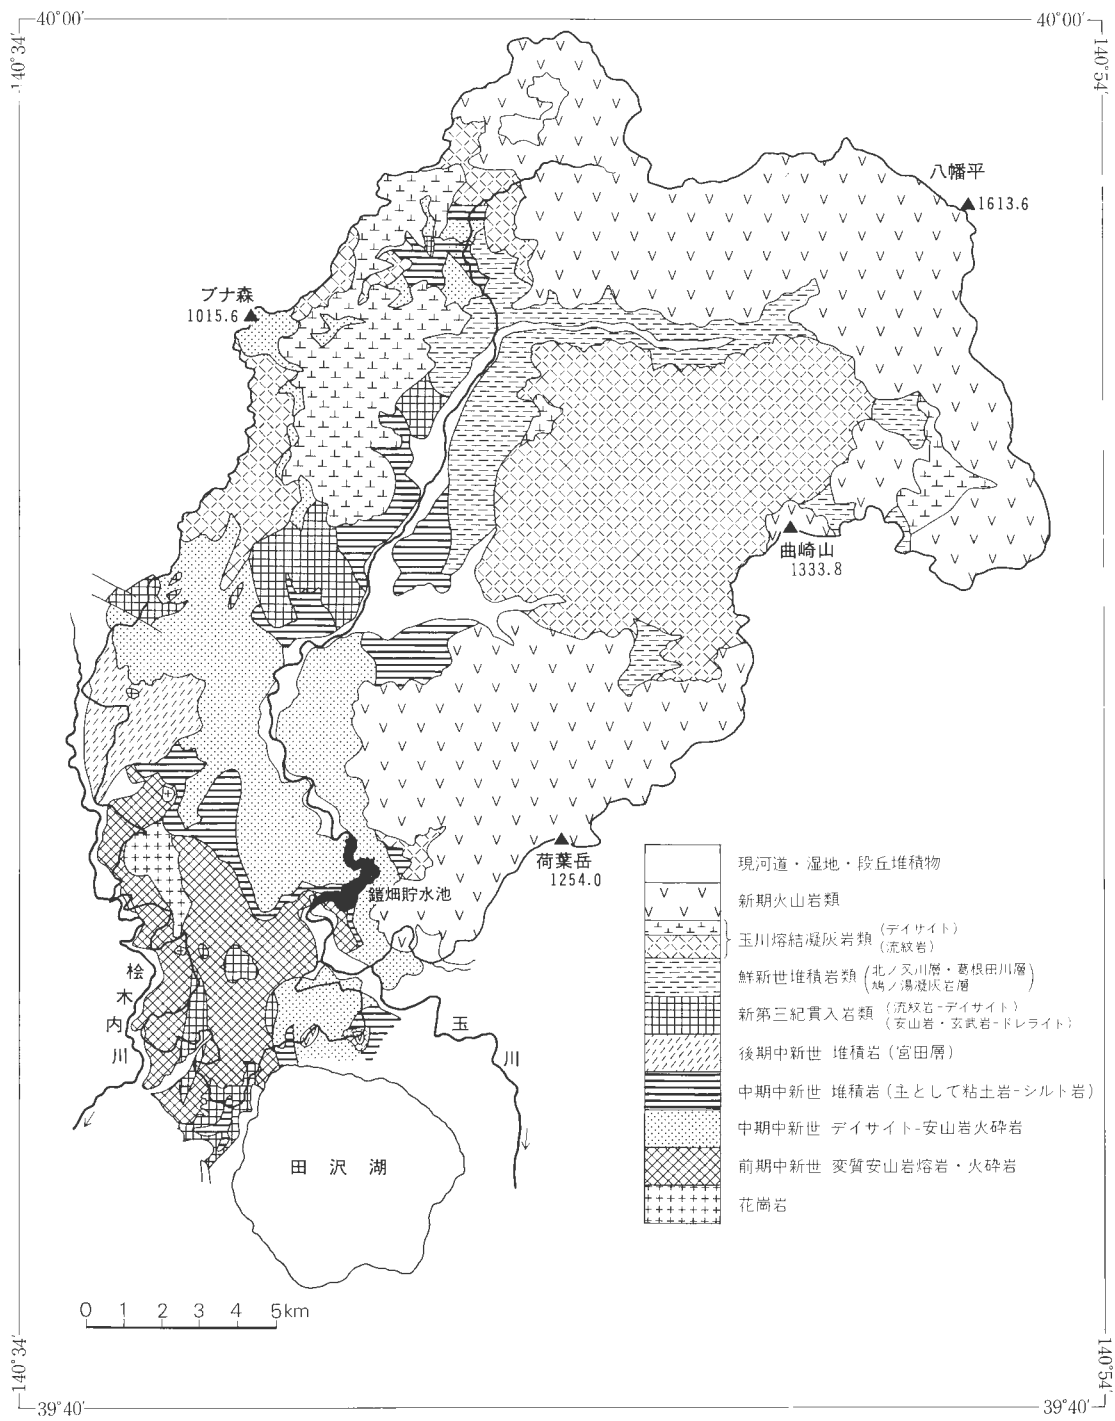 40°00′
40°00′
140°34′
140°54′
八幡平
1613.6
ブナ森
1015.6
曲崎山
1333.8
荷葉岳
1254.0
鎧畑貯水池
桧木内川
玉川
田沢湖
現河道・湿地・段丘堆積物
新期火山岩類
玉川熔結凝灰岩類 (デイサイト)
(流紋岩)
鮮新世堆積岩類 (北ノ又川層・葛根田川層
鳩ノ湯凝灰岩層)
新第三紀貫入岩類 (流紋岩-デイサイト)
(安山岩・玄武岩-ドレライト)
後期中新世 堆積岩 (宮田層)
中期中新世 堆積岩 (主として粘土岩-シルト岩)
中期中新世 デイサイト-安山岩火砕岩
前期中新世 変質安山岩熔岩・火砕岩
花崗岩
0 1 2 3 4 5km
140°34′
140°54′
39°40′
39°40′